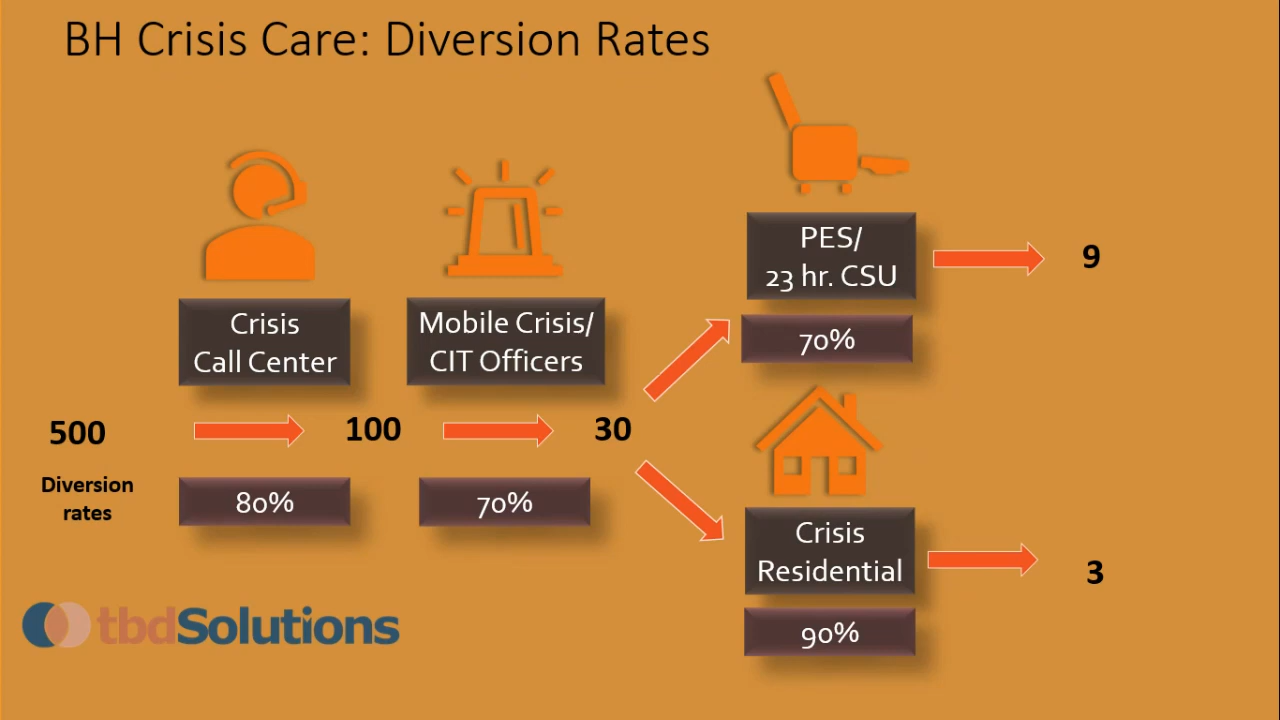 BH Crisis Care: Diversion Rates
Crisis
Call Center
Mobile Crisis/
CIT Officers
PES/
23 hr. CSU
9
70%
500
100
30
Diversion
rates
80%
70%
Crisis
Residential
3
90%
tbdSolutions